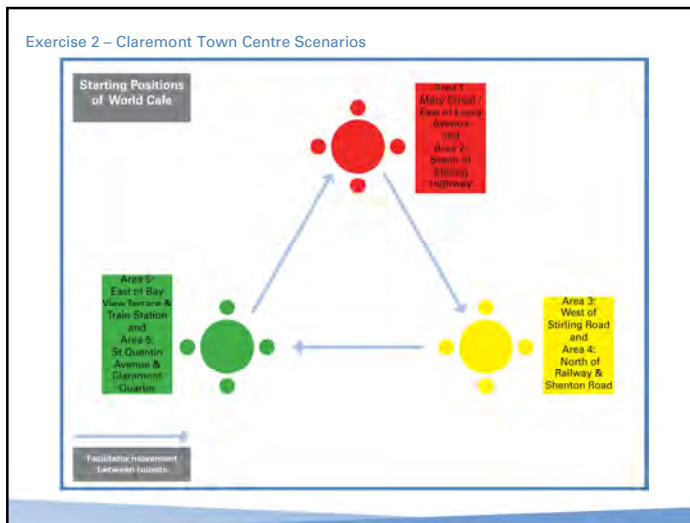 Exercise 2 – Claremont Town Centre Scenarios
Starting Positions
of World Cafe
Area 1:
Mary Street /
East of Laura
Avenue
and
Area 2:
South of
Stirling
Highway
Area 5:
East of Bay
View Terrace &
Train Station
and
St Quentin
Avenue &
Claremont
Quarter
Area 3:
West of
Stirling Road
and
Area 4:
North of
Railway &
Shenton Road
Facilitator movement
between rounds